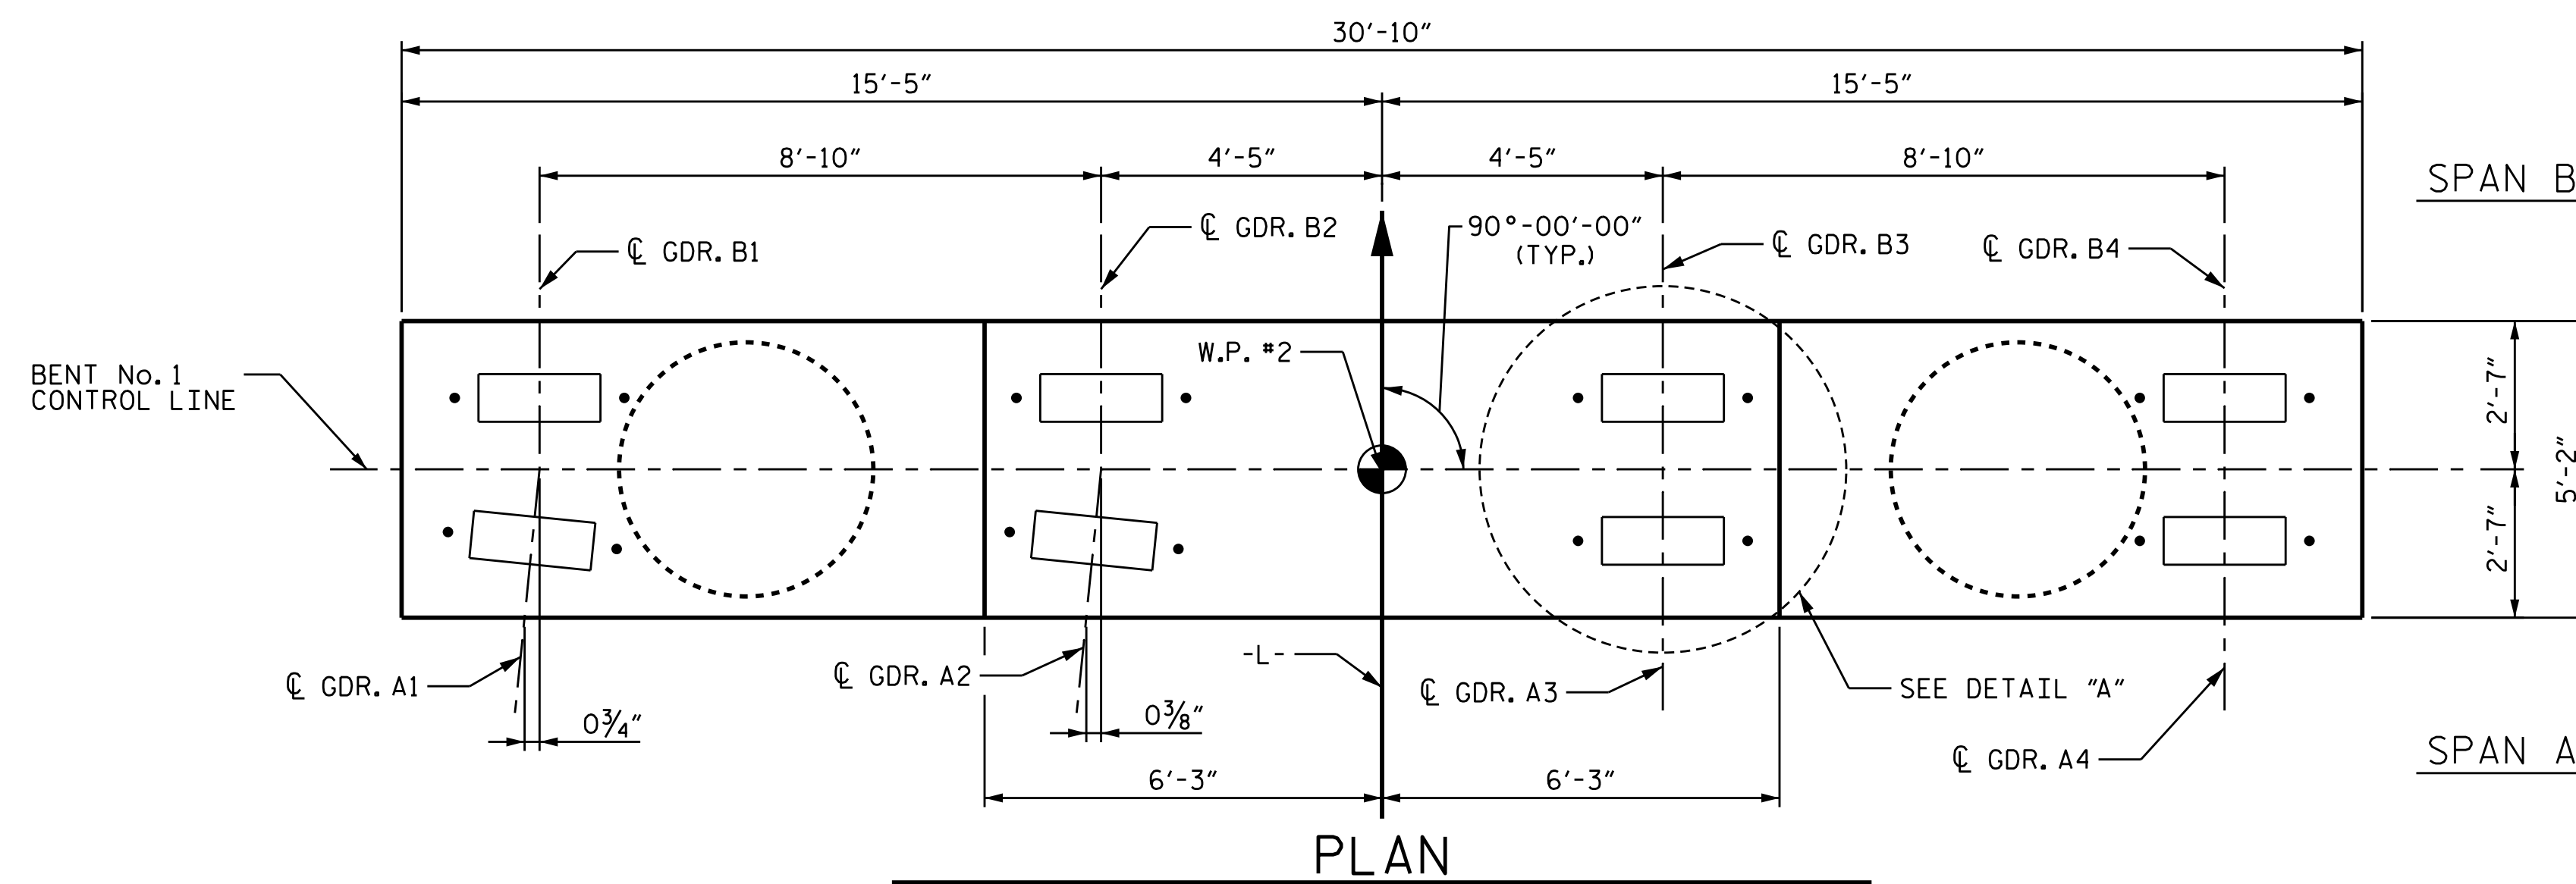 30'-10"
15'-5" 15'-5"
8'-10" 4'-5" 4'-5" 8'-10"
SPAN B
℄ GDR. B1
℄ GDR. B2
90°-00'-00"
(TYP.)
℄ GDR. B3
℄ GDR. B4
W.P. #2
BENT No. 1
CONTROL LINE
2'-7"
5'-2"
2'-7"
℄ GDR. A1
℄ GDR. A2
-L-
℄ GDR. A3
SEE DETAIL "A"
0¾"
0⅜"
℄ GDR. A4
SPAN A
6'-3" 6'-3"
PLAN